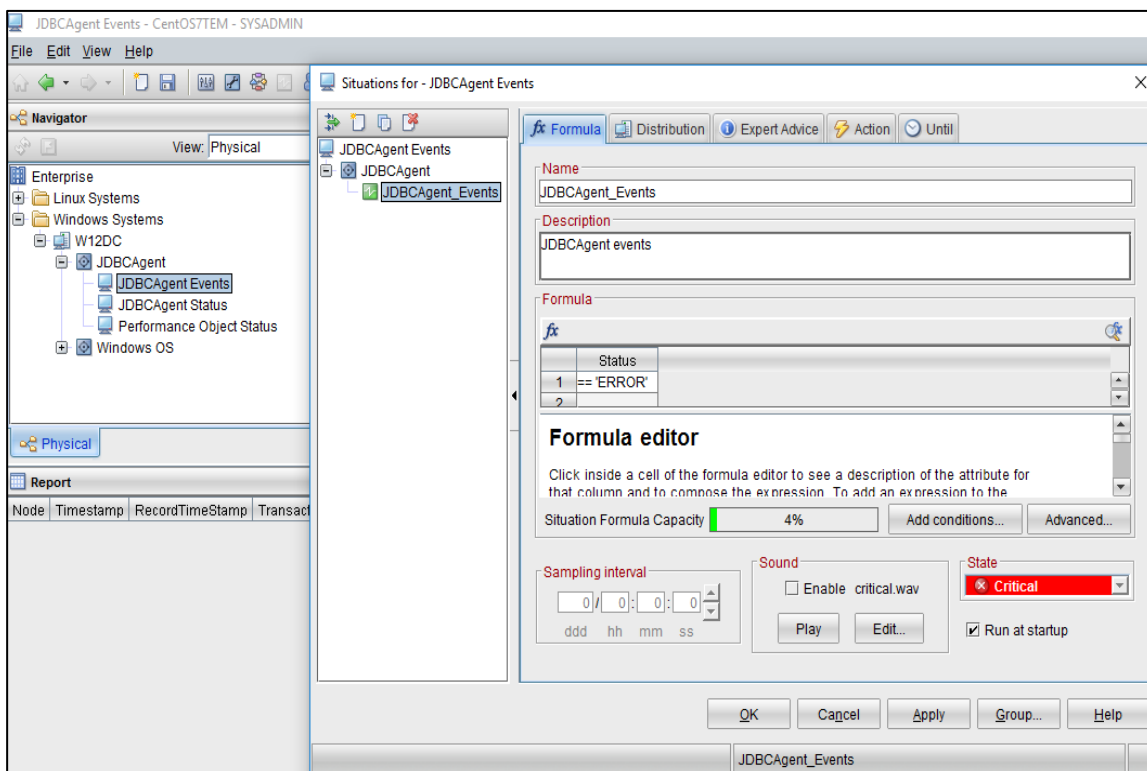 JDBCAgent Events - CentOS7TEM - SYSADMIN
File Edit View Help
Navigator
View: Physical
Enterprise
Linux Systems
Windows Systems
W12DC
JDBCAgent
JDBCAgent Events
JDBCAgent Status
Performance Object Status
Windows OS
Physical
Report
Node Timestamp RecordTimeStamp Transact
Situations for - JDBCAgent Events
JDBCAgent Events
JDBCAgent
JDBCAgent_Events
fx Formula Distribution Expert Advice Action Until
Name
JDBCAgent_Events
Description
JDBCAgent events
Formula
fx
Status
1 == 'ERROR'
2
Formula editor
Click inside a cell of the formula editor to see a description of the attribute for
that column and to compose the expression. To add an expression to the
Situation Formula Capacity 4% Add conditions... Advanced...
Sampling interval
0 / 0 : 0 : 0
ddd hh mm ss
Sound
Enable critical.wav
Play Edit...
State
Critical
Run at startup
OK Cancel Apply Group... Help
JDBCAgent_Events